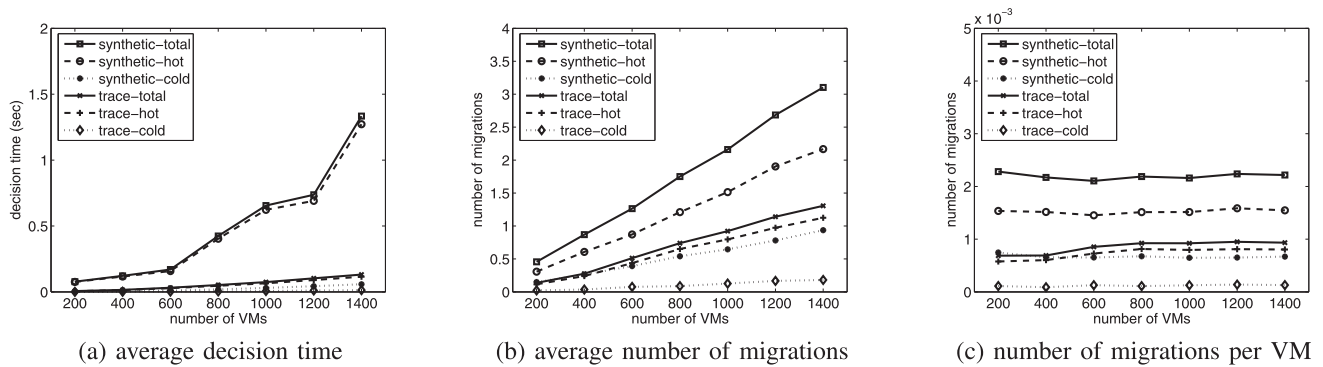 2
1.5
1
0.5
0
decision time (sec)
synthetic−total
synthetic−hot
synthetic−cold
trace−total
trace−hot
trace−cold
200 400 600 800 1000 1200 1400
number of VMs
(a) average decision time
4
3.5
3
2.5
2
1.5
1
0.5
0
number of migrations
synthetic−total
synthetic−hot
synthetic−cold
trace−total
trace−hot
trace−cold
200 400 600 800 1000 1200 1400
number of VMs
(b) average number of migrations
5 x 10−3
4
3
2
1
0
number of migrations
synthetic−total
synthetic−hot
synthetic−cold
trace−total
trace−hot
trace−cold
200 400 600 800 1000 1200 1400
number of VMs
(c) number of migrations per VM